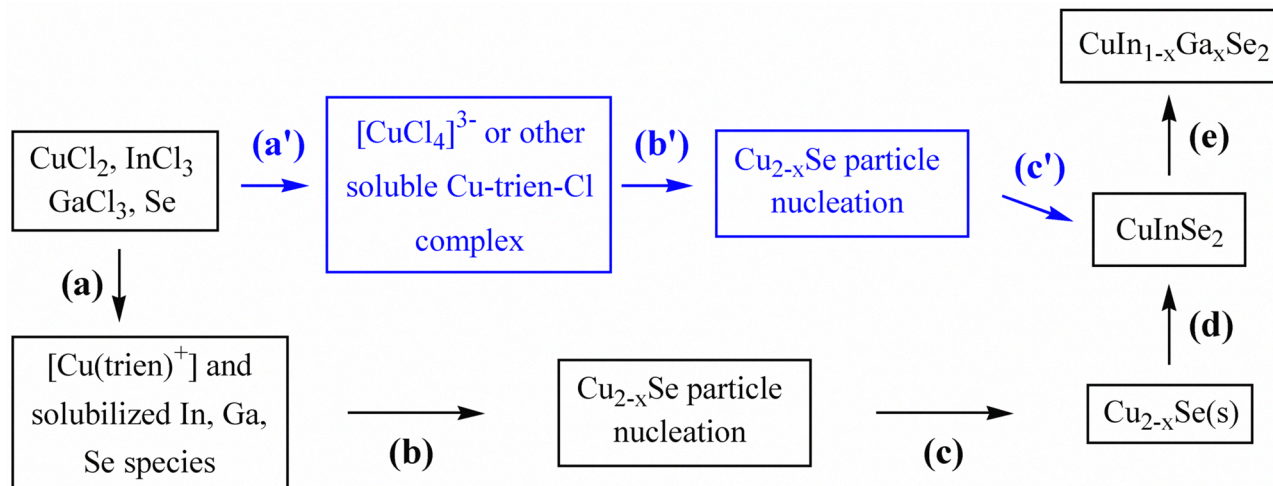 CuIn₁₋ₓGaₓSe₂
(e)
CuCl₂, InCl₃
GaCl₃, Se
(a')
[CuCl₄]³⁻ or other
soluble Cu-trien-Cl
complex
(b')
Cu₂₋ₓSe particle
nucleation
(c')
CuInSe₂
(a)
(d)
[Cu(trien)⁺] and
solubilized In, Ga,
Se species
(b)
Cu₂₋ₓSe particle
nucleation
(c)
Cu₂₋ₓSe(s)